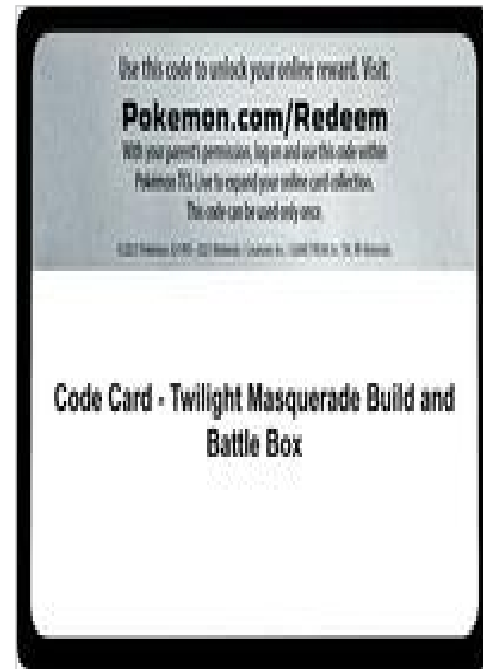 Use this code to unlock your online reward. Visit:
Pokemon.com/Redeem
With your parent's permission, log on and use this code within
Pokémon TCG Live to expand your online card collection.
This code can be used only once.
Code Card - Twilight Masquerade Build and
Battle Box